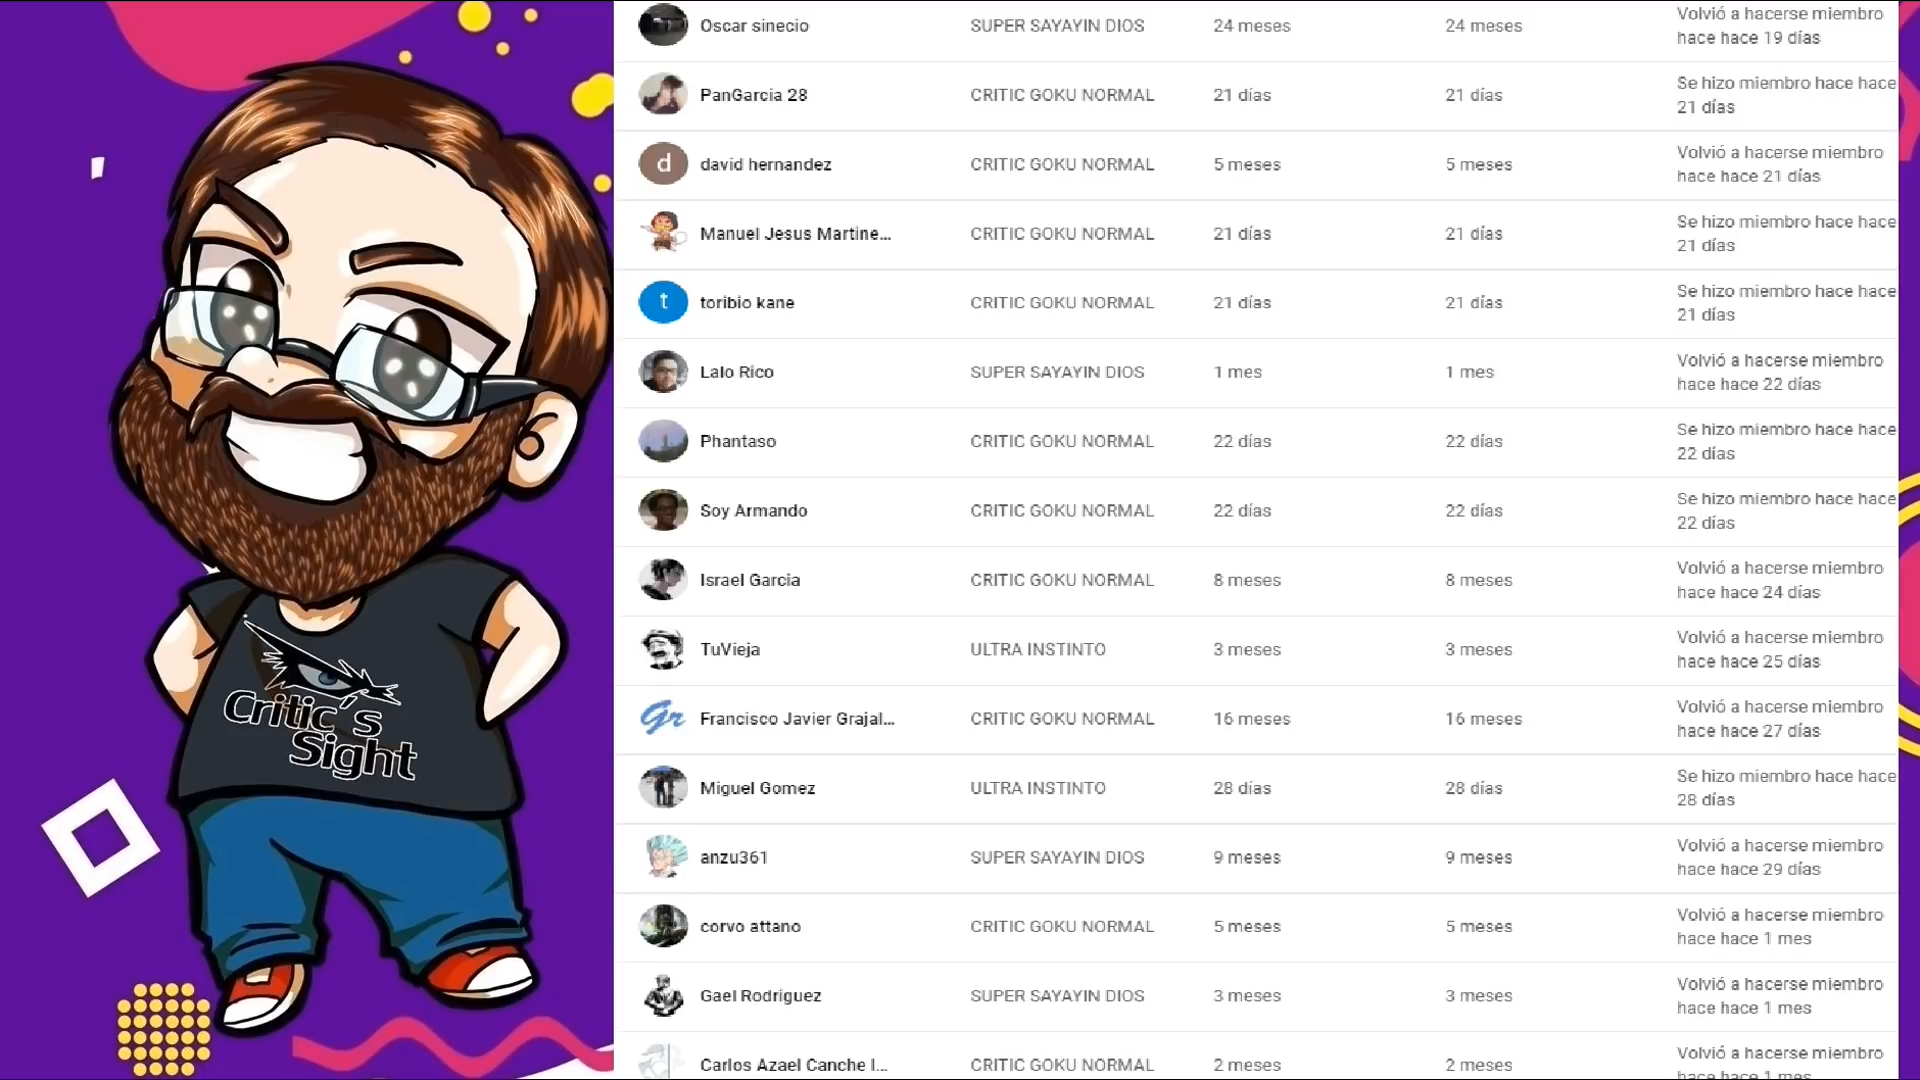 Oscar sinecio SUPER SAYAYIN DIOS 24 meses 24 meses Volvió a hacerse miembro
hace hace 19 días
PanGarcia 28 CRITIC GOKU NORMAL 21 días 21 días Se hizo miembro hace hace
21 días
d david hernandez CRITIC GOKU NORMAL 5 meses 5 meses Volvió a hacerse miembro
hace hace 21 días
Manuel Jesus Martine... CRITIC GOKU NORMAL 21 días 21 días Se hizo miembro hace hace
21 días
t toribio kane CRITIC GOKU NORMAL 21 días 21 días Se hizo miembro hace hace
21 días
Lalo Rico SUPER SAYAYIN DIOS 1 mes 1 mes Volvió a hacerse miembro
hace hace 22 días
Phantaso CRITIC GOKU NORMAL 22 días 22 días Se hizo miembro hace hace
22 días
Soy Armando CRITIC GOKU NORMAL 22 días 22 días Se hizo miembro hace hace
22 días
Israel Garcia CRITIC GOKU NORMAL 8 meses 8 meses Volvió a hacerse miembro
hace hace 24 días
TuVieja ULTRA INSTINTO 3 meses 3 meses Volvió a hacerse miembro
hace hace 25 días
Gr Francisco Javier Grajal... CRITIC GOKU NORMAL 16 meses 16 meses Volvió a hacerse miembro
hace hace 27 días
Miguel Gomez ULTRA INSTINTO 28 días 28 días Se hizo miembro hace hace
28 días
anzu361 SUPER SAYAYIN DIOS 9 meses 9 meses Volvió a hacerse miembro
hace hace 29 días
corvo attano CRITIC GOKU NORMAL 5 meses 5 meses Volvió a hacerse miembro
hace hace 1 mes
Gael Rodriguez SUPER SAYAYIN DIOS 3 meses 3 meses Volvió a hacerse miembro
hace hace 1 mes
Carlos Azael Canche I... CRITIC GOKU NORMAL 2 meses 2 meses Volvió a hacerse miembro
hace hace 1 mes
Critic's
Sight